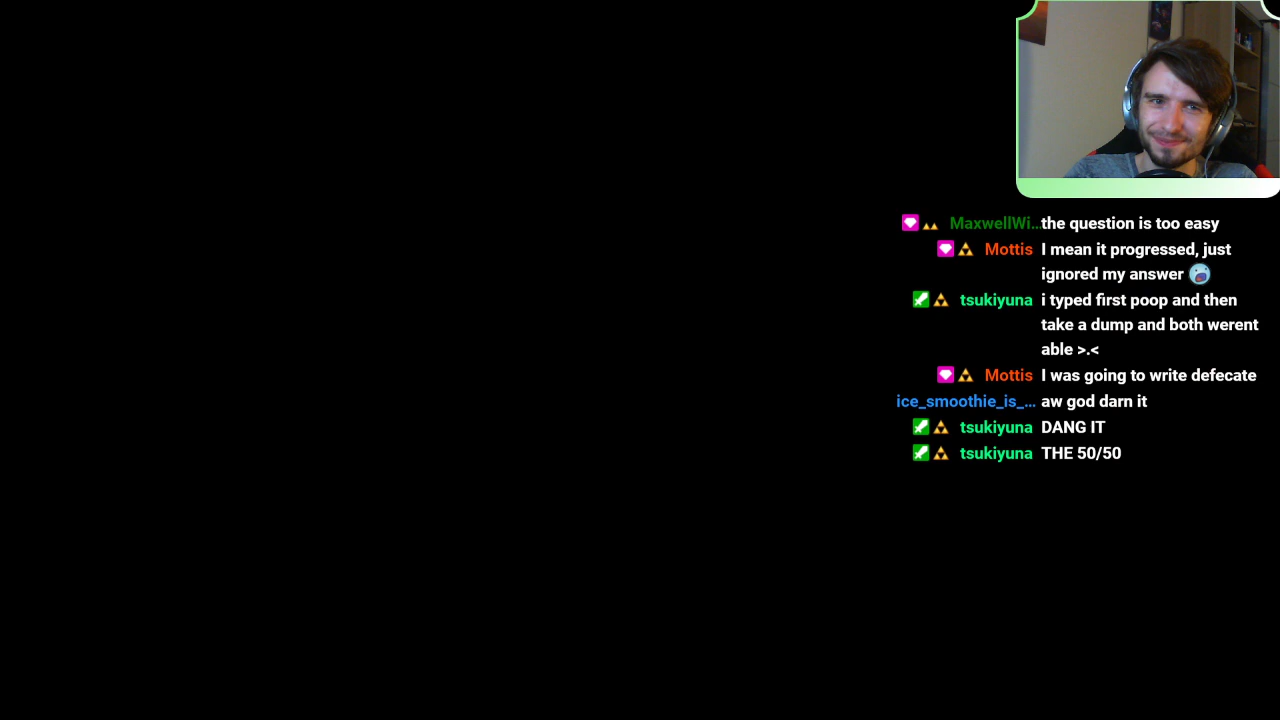 MaxwellWi... the question is too easy
Mottis I mean it progressed, just
ignored my answer
tsukiyuna i typed first poop and then
take a dump and both werent
able >.<
Mottis I was going to write defecate
ice_smoothie_is_... aw god darn it
tsukiyuna DANG IT
tsukiyuna THE 50/50